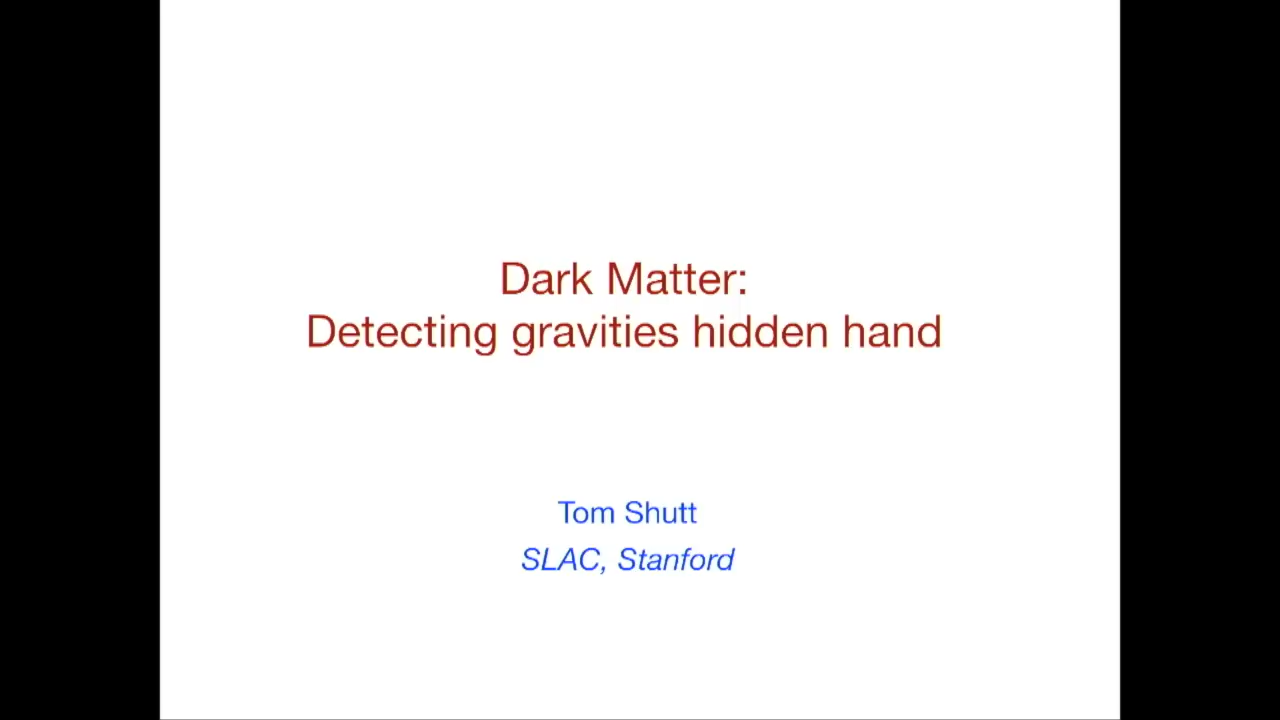 Dark Matter:
Detecting gravities hidden hand
Tom Shutt
SLAC, Stanford